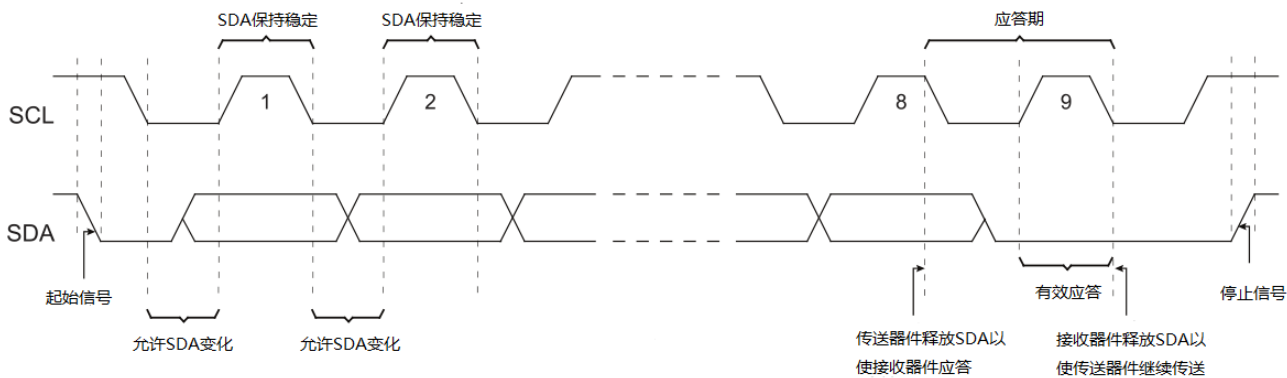 SDA保持稳定
SDA保持稳定
应答期
SCL
1
2
8
9
SDA
起始信号
有效应答
停止信号
允许SDA变化
允许SDA变化
传送器件释放SDA以
使接收器件应答
接收器件释放SDA以
使传送器件继续传送